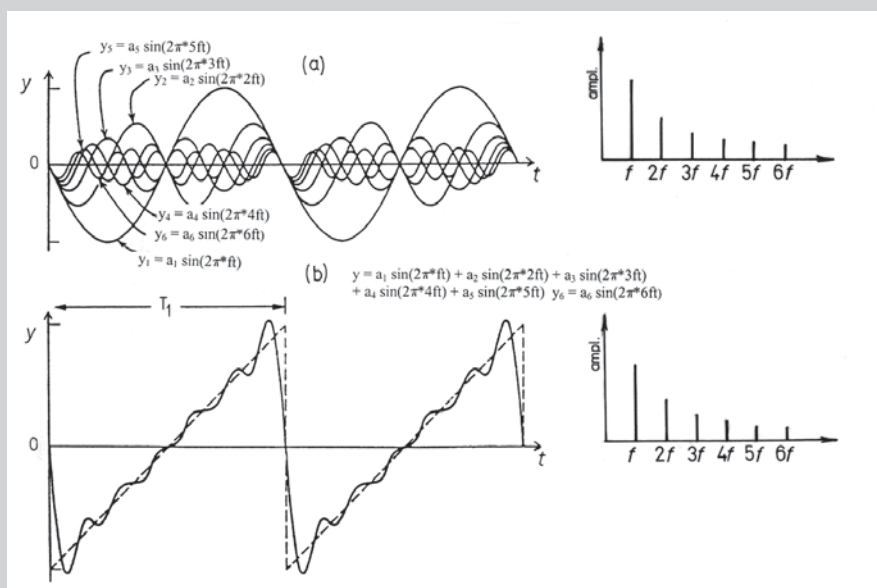 y₅ = a₅ sin(2π*5ft)
y₃ = a₃ sin(2π*3ft)
y₂ = a₂ sin(2π*2ft)
(a)
y
0
t
y₄ = a₄ sin(2π*4ft)
y₆ = a₆ sin(2π*6ft)
y₁ = a₁ sin(2π*ft)
ampl.
f 2f 3f 4f 5f 6f
(b)
y = a₁ sin(2π*ft) + a₂ sin(2π*2ft) + a₃ sin(2π*3ft)
+ a₄ sin(2π*4ft) + a₅ sin(2π*5ft) y₆ = a₆ sin(2π*6ft)
T₁
y
0
t
ampl.
f 2f 3f 4f 5f 6f